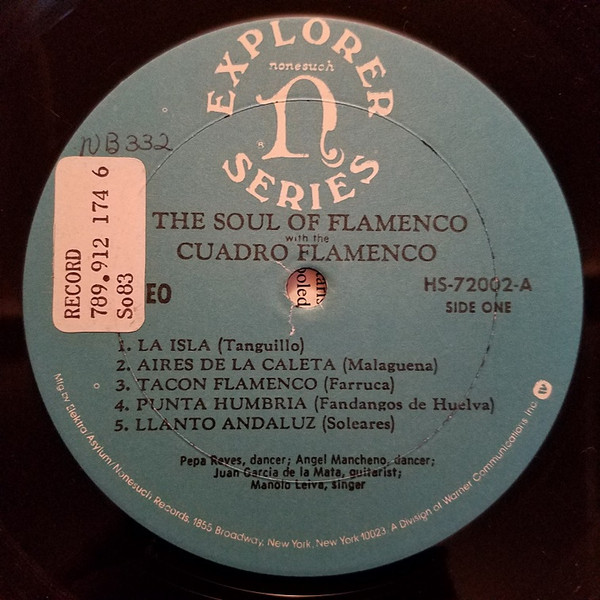 EXPLORER
nonesuch
n
®
SERIES
NB332
RECORD
789.912 174 6
So83
THE SOUL OF FLAMENCO
with the
CUADRO FLAMENCO
EO
HS-72002-A
SIDE ONE
1. LA ISLA (Tanguillo)
2. AIRES DE LA CALETA (Malaguena)
3. TACON FLAMENCO (Farruca)
4. PUNTA HUMBRIA (Fandangos de Huelva)
5. LLANTO ANDALUZ (Soleares)
Pepa Reyes, dancer; Angel Mancheno, dancer;
Juan Garcia de la Mata, guitarist;
Manolo Leiva, singer
Mfg by Elektra/Asylum/Nonesuch Records, 1855 Broadway, New York, New York 10023. A Division of Warner Communications Inc.